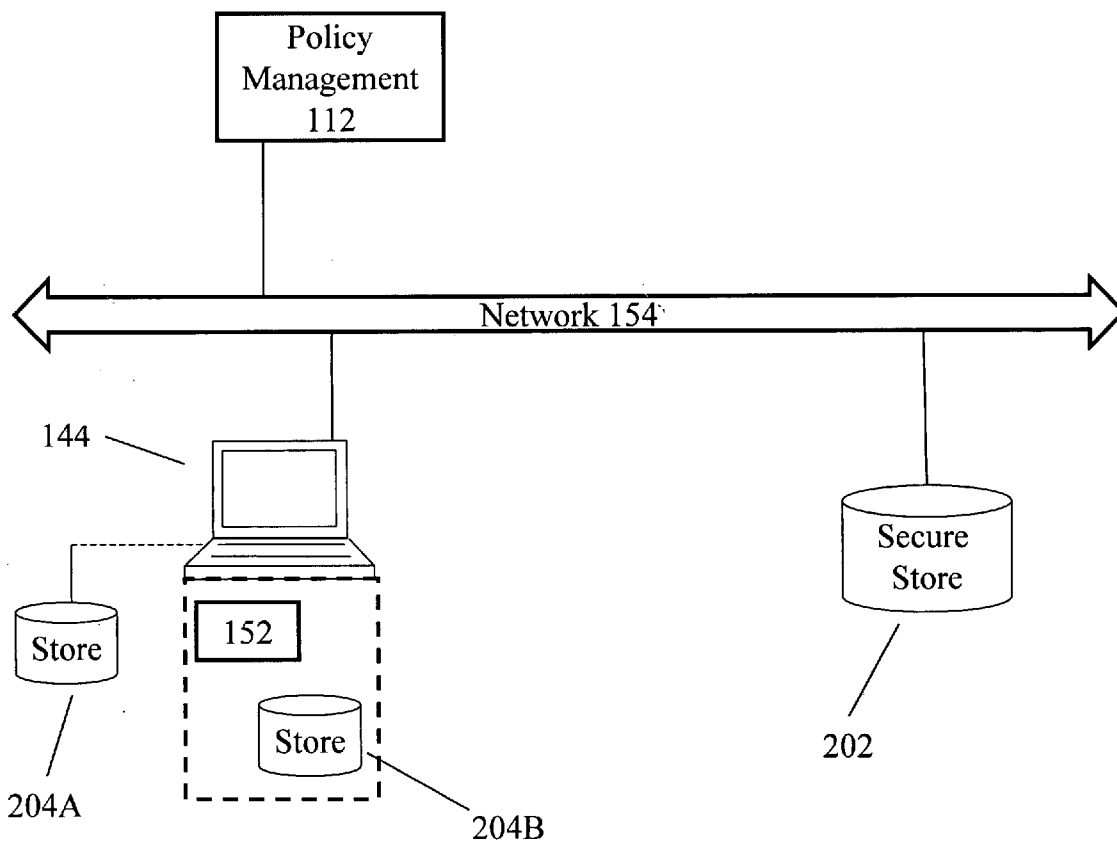 Policy
Management
112
Network 154
144
Secure
Store
152
Store
Store
202
204A
204B